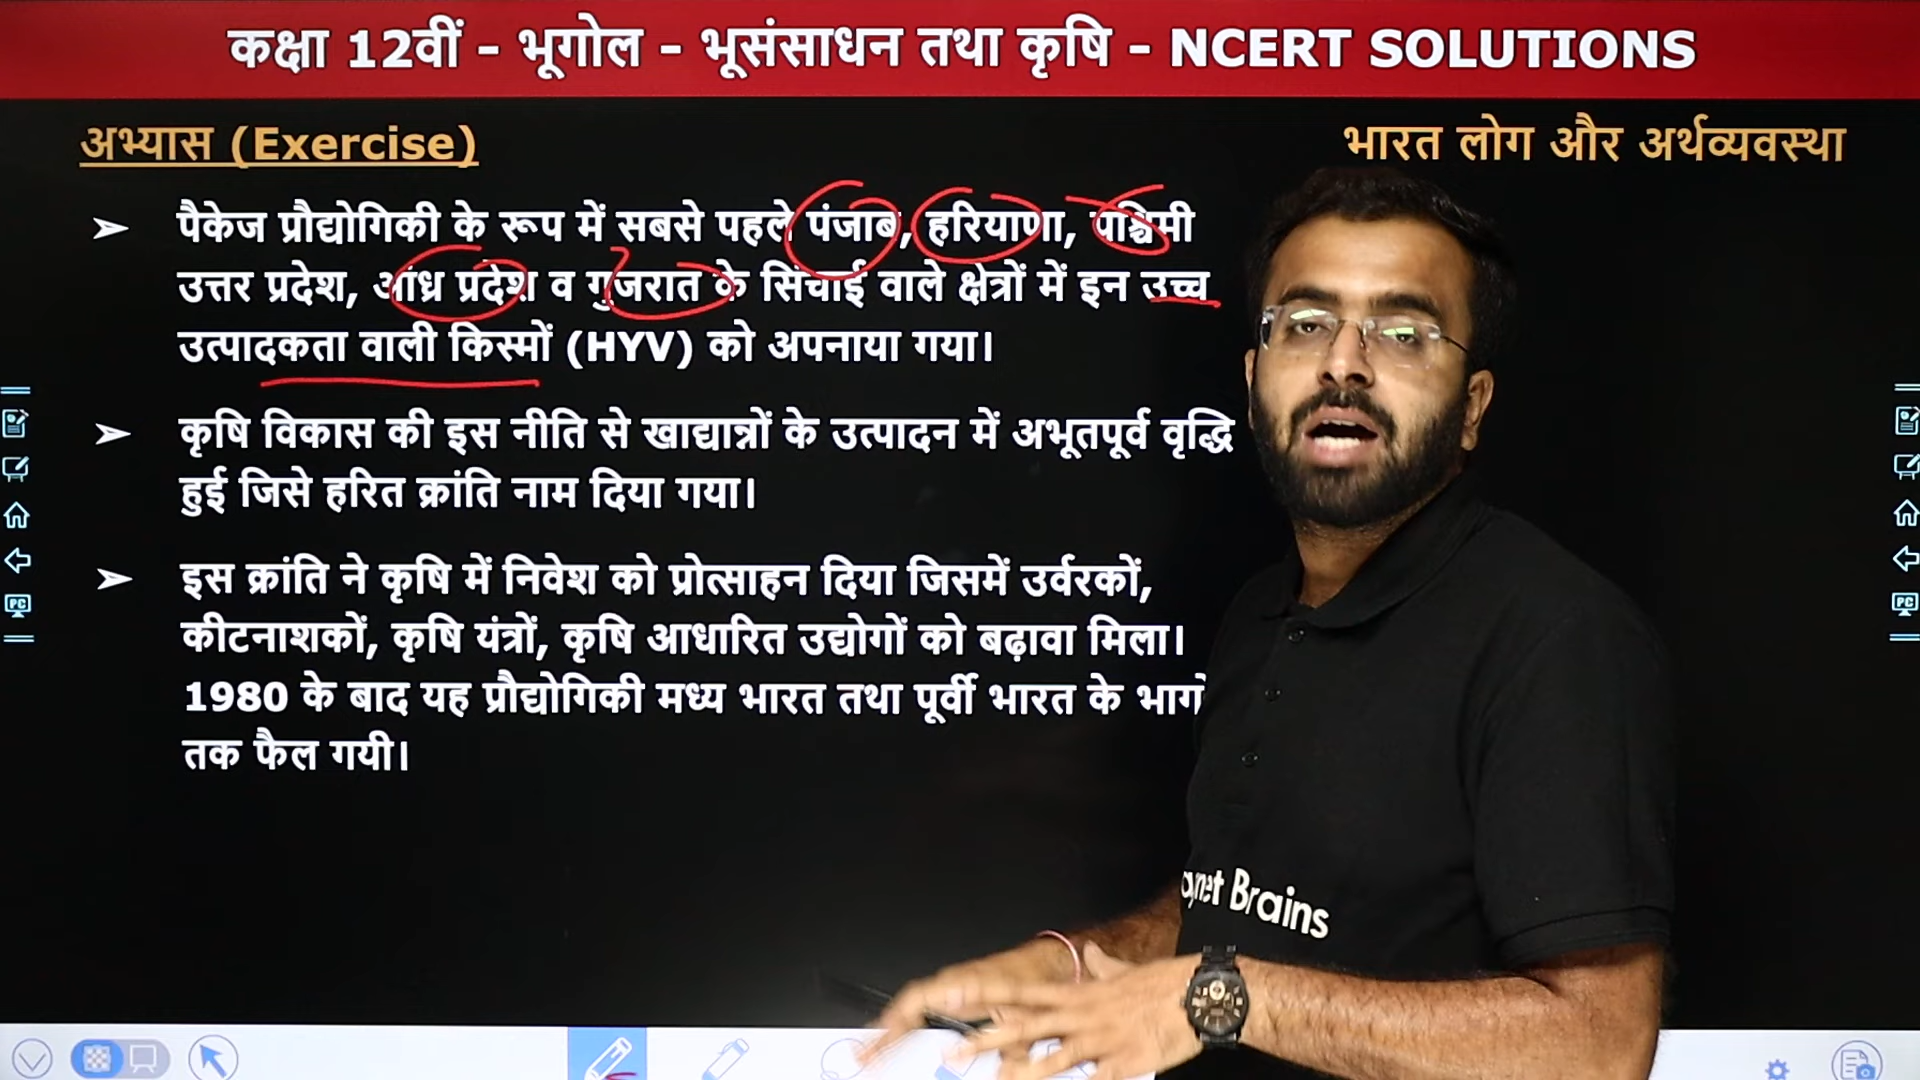 कक्षा 12वीं - भूगोल - भूसंसाधन तथा कृषि - NCERT SOLUTIONS
अभ्यास (Exercise)
भारत लोग और अर्थव्यवस्था
➢ पैकेज प्रौद्योगिकी के रूप में सबसे पहले पंजाब, हरियाणा, पश्चिमी
उत्तर प्रदेश, आंध्र प्रदेश व गुजरात के सिंचाई वाले क्षेत्रों में इन उच्च
उत्पादकता वाली किस्मों (HYV) को अपनाया गया।
➢ कृषि विकास की इस नीति से खाद्यान्नों के उत्पादन में अभूतपूर्व वृद्धि
हुई जिसे हरित क्रांति नाम दिया गया।
➢ इस क्रांति ने कृषि में निवेश को प्रोत्साहन दिया जिसमें उर्वरकों,
कीटनाशकों, कृषि यंत्रों, कृषि आधारित उद्योगों को बढ़ावा मिला।
1980 के बाद यह प्रौद्योगिकी मध्य भारत तथा पूर्वी भारत के
तक फैल गयी।
PC
PC
Brains